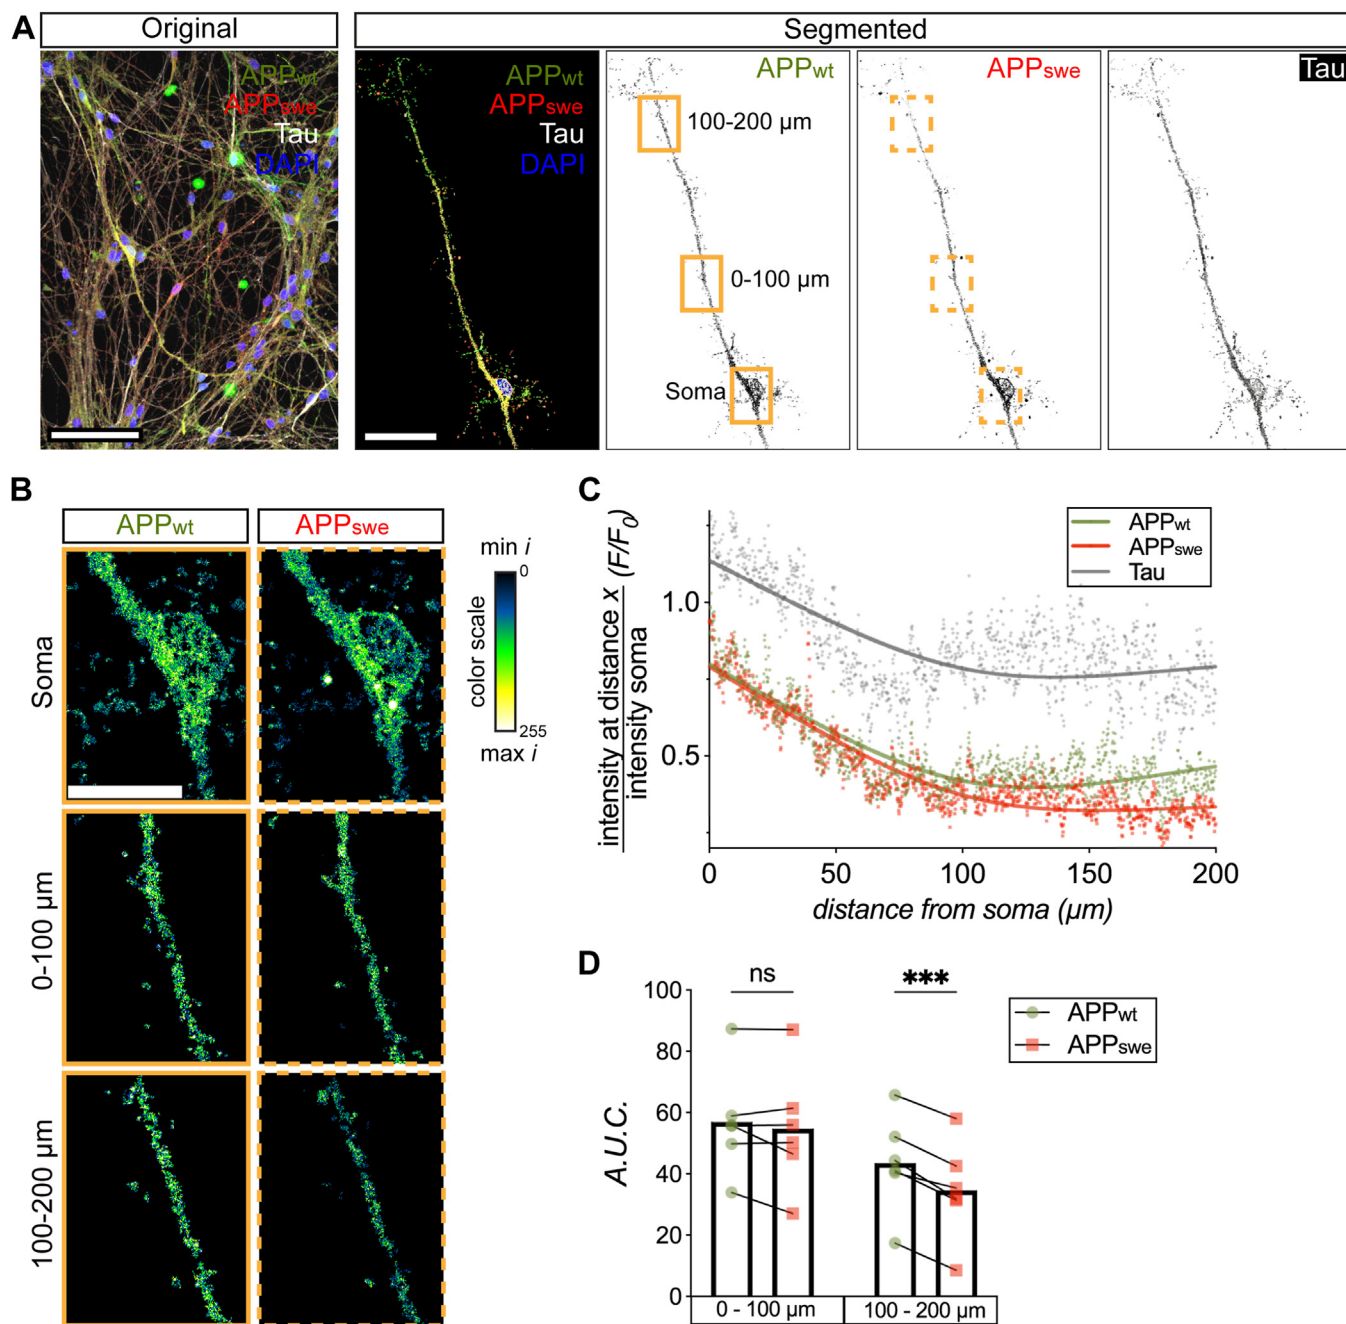 A
Original
Segmented
APPwt
APPswe
Tau
DAPI
APPwt
APPswe
Tau
DAPI
APPwt
100-200 µm
0-100 µm
Soma
APPswe
Tau
B
APPwt
APPswe
Soma
0-100 µm
100-200 µm
min i
0
color scale
255
max i
C
intensity at distance x
intensity soma
(F/F0)
1.0
0.5
0
50
100
150
200
distance from soma (µm)
APPwt
APPswe
Tau
D
ns
***
A.U.C.
100
80
60
40
20
0
0 - 100 µm
100 - 200 µm
APPwt
APPswe